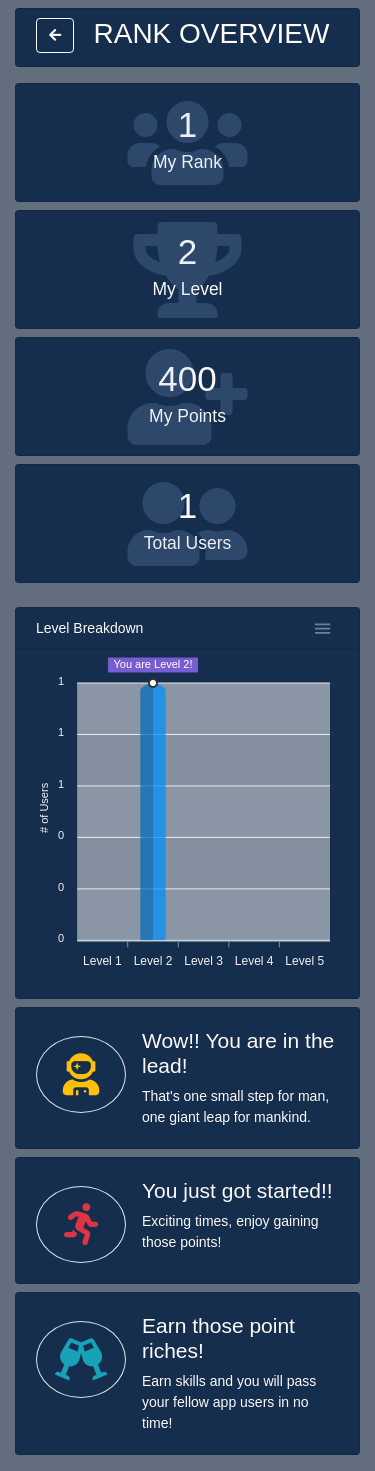 RANK OVERVIEW
1
My Rank
2
My Level
400
My Points
1
Total Users
Level Breakdown
You are Level 2!
1
1
1
0
0
0
# of Users
Level 1 Level 2 Level 3 Level 4 Level 5
Wow!! You are in the
lead!
That's one small step for man,
one giant leap for mankind.
You just got started!!
Exciting times, enjoy gaining
those points!
Earn those point
riches!
Earn skills and you will pass
your fellow app users in no
time!